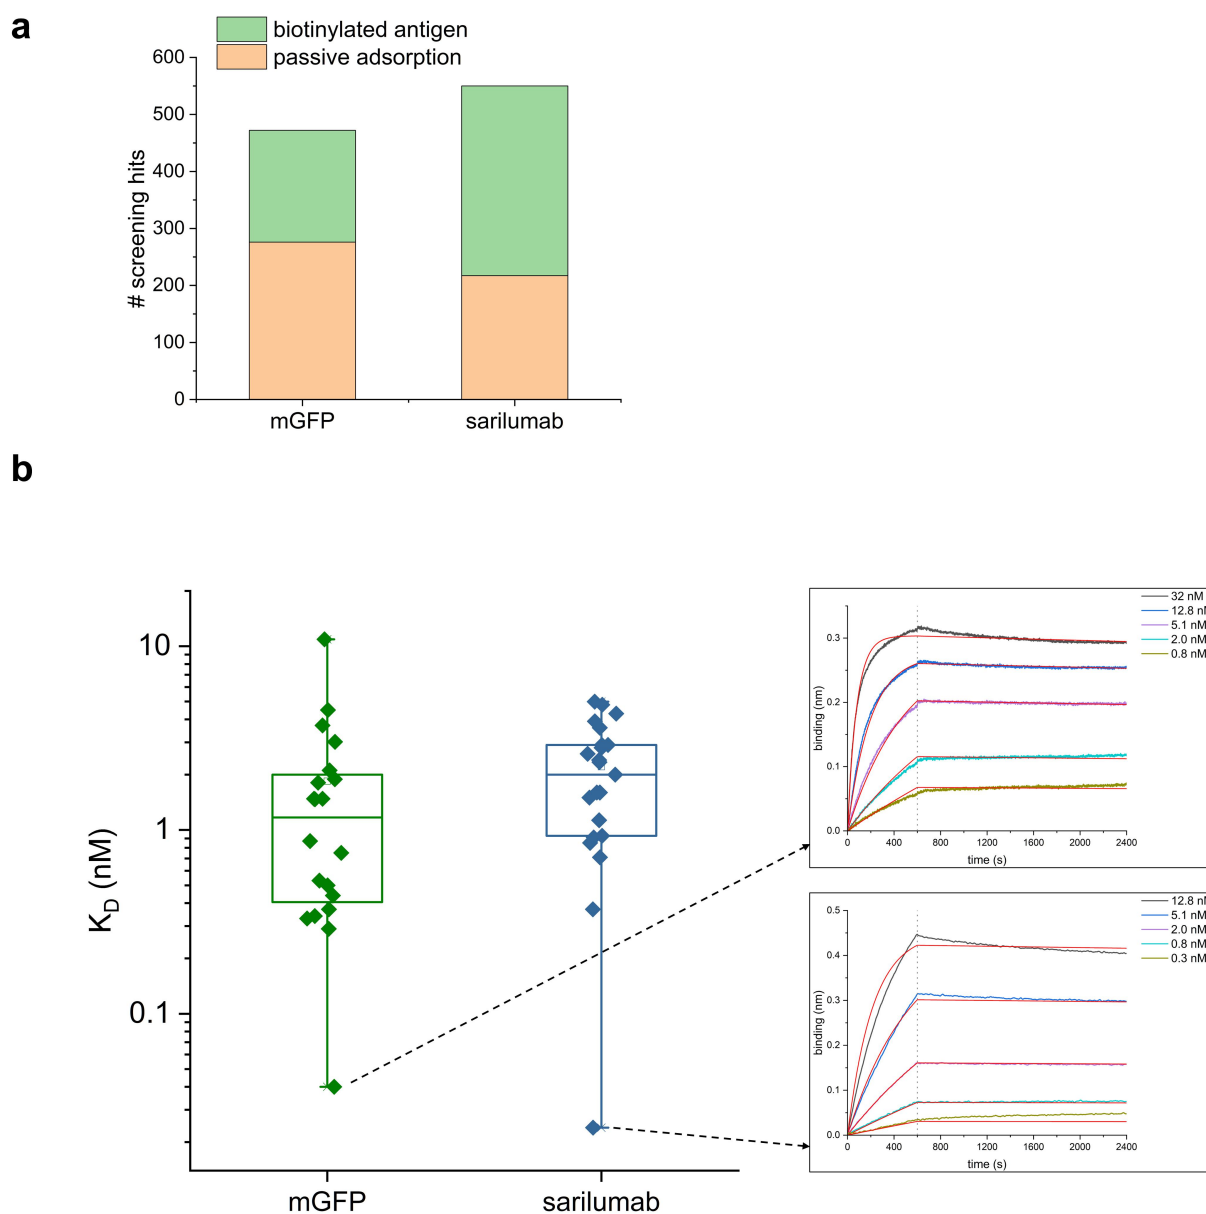 a
biotinylated antigen
passive adsorption
600
500
400
300
200
100
0
# screening hits
mGFP
sarilumab
b
10
1
0.1
K_D (nM)
mGFP
sarilumab
32 nM
12.8 nM
5.1 nM
2.0 nM
0.8 nM
0.3
0.2
0.1
0.0
binding (nm)
0 400 800 1200 1600 2000 2400
time (s)
12.8 nM
5.1 nM
2.0 nM
0.8 nM
0.3 nM
0.5
0.4
0.3
0.2
0.1
0.0
binding (nm)
0 400 800 1200 1600 2000 2400
time (s)